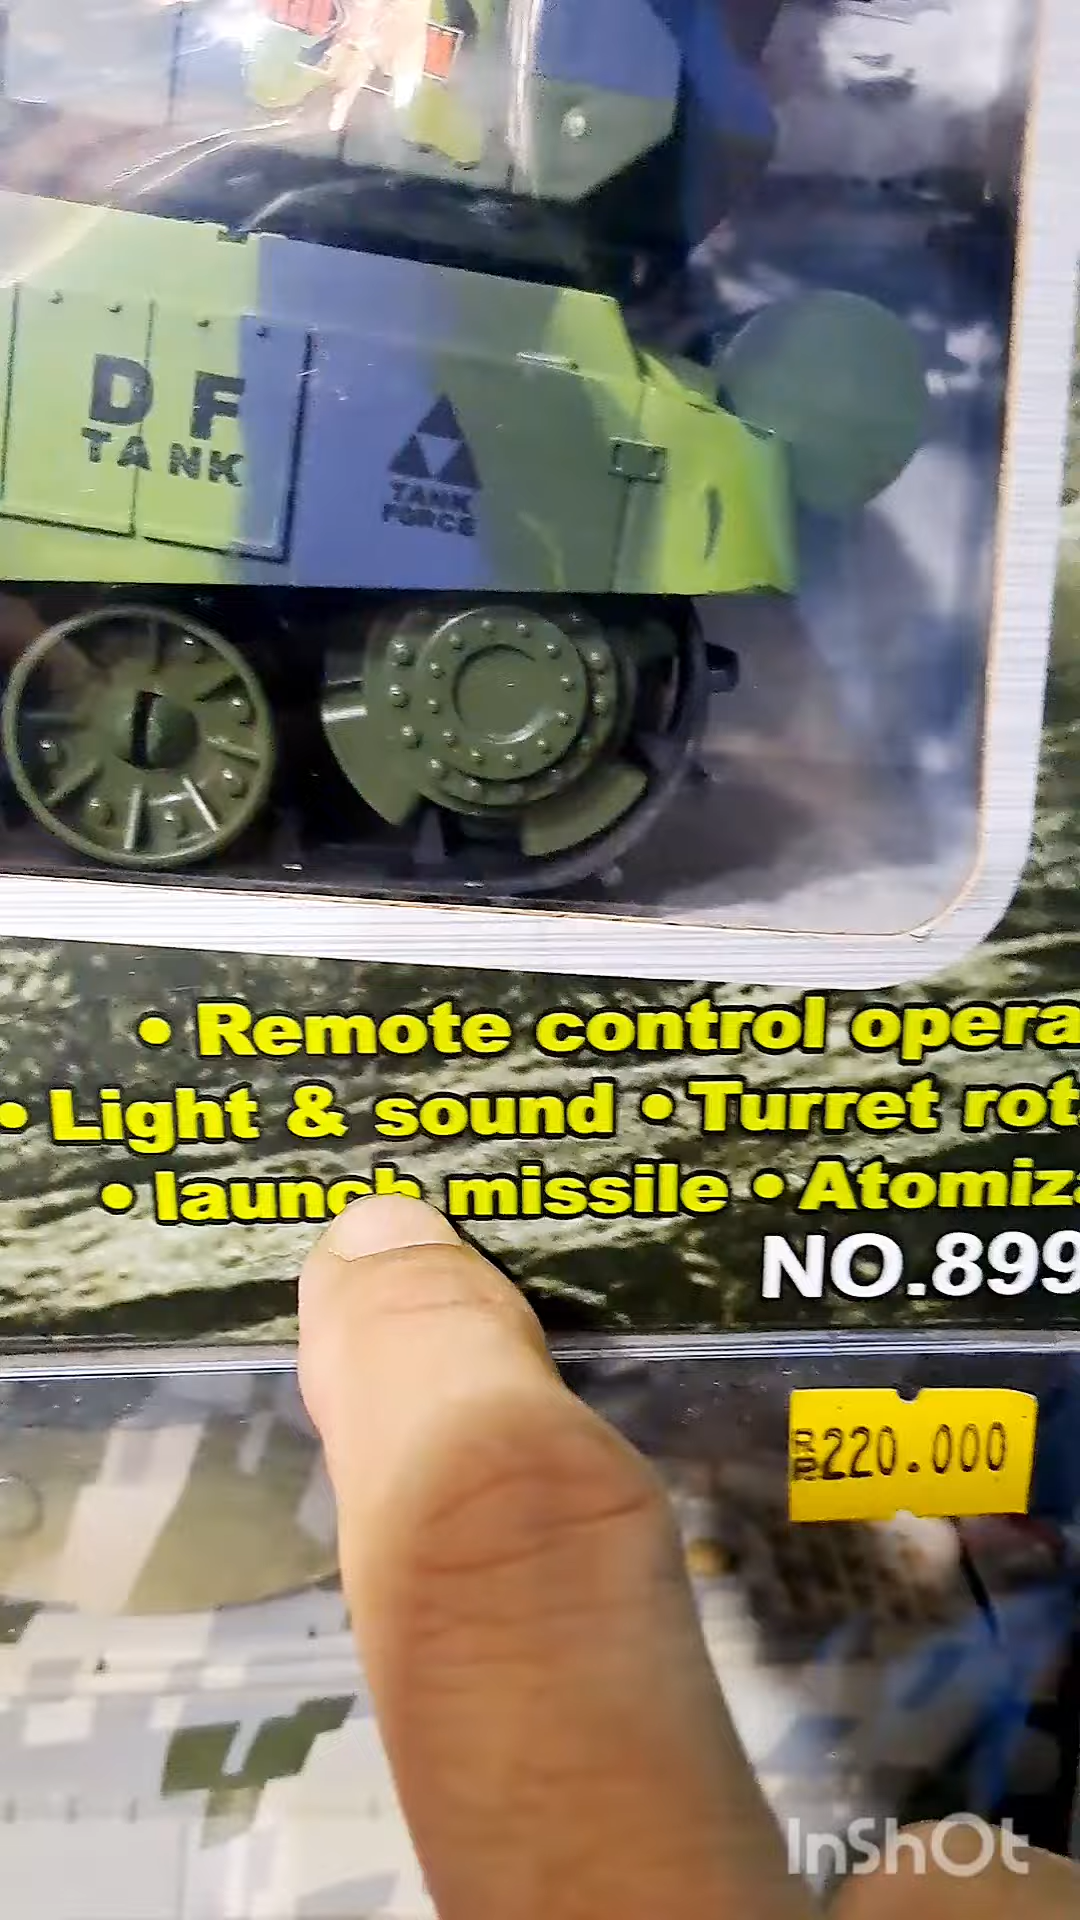 D F
TANK
TANK
FORCE
• Remote control opera
• Light & sound • Turret rot
• launch missile • Atomiz
NO.899
RP220.000
InShOt